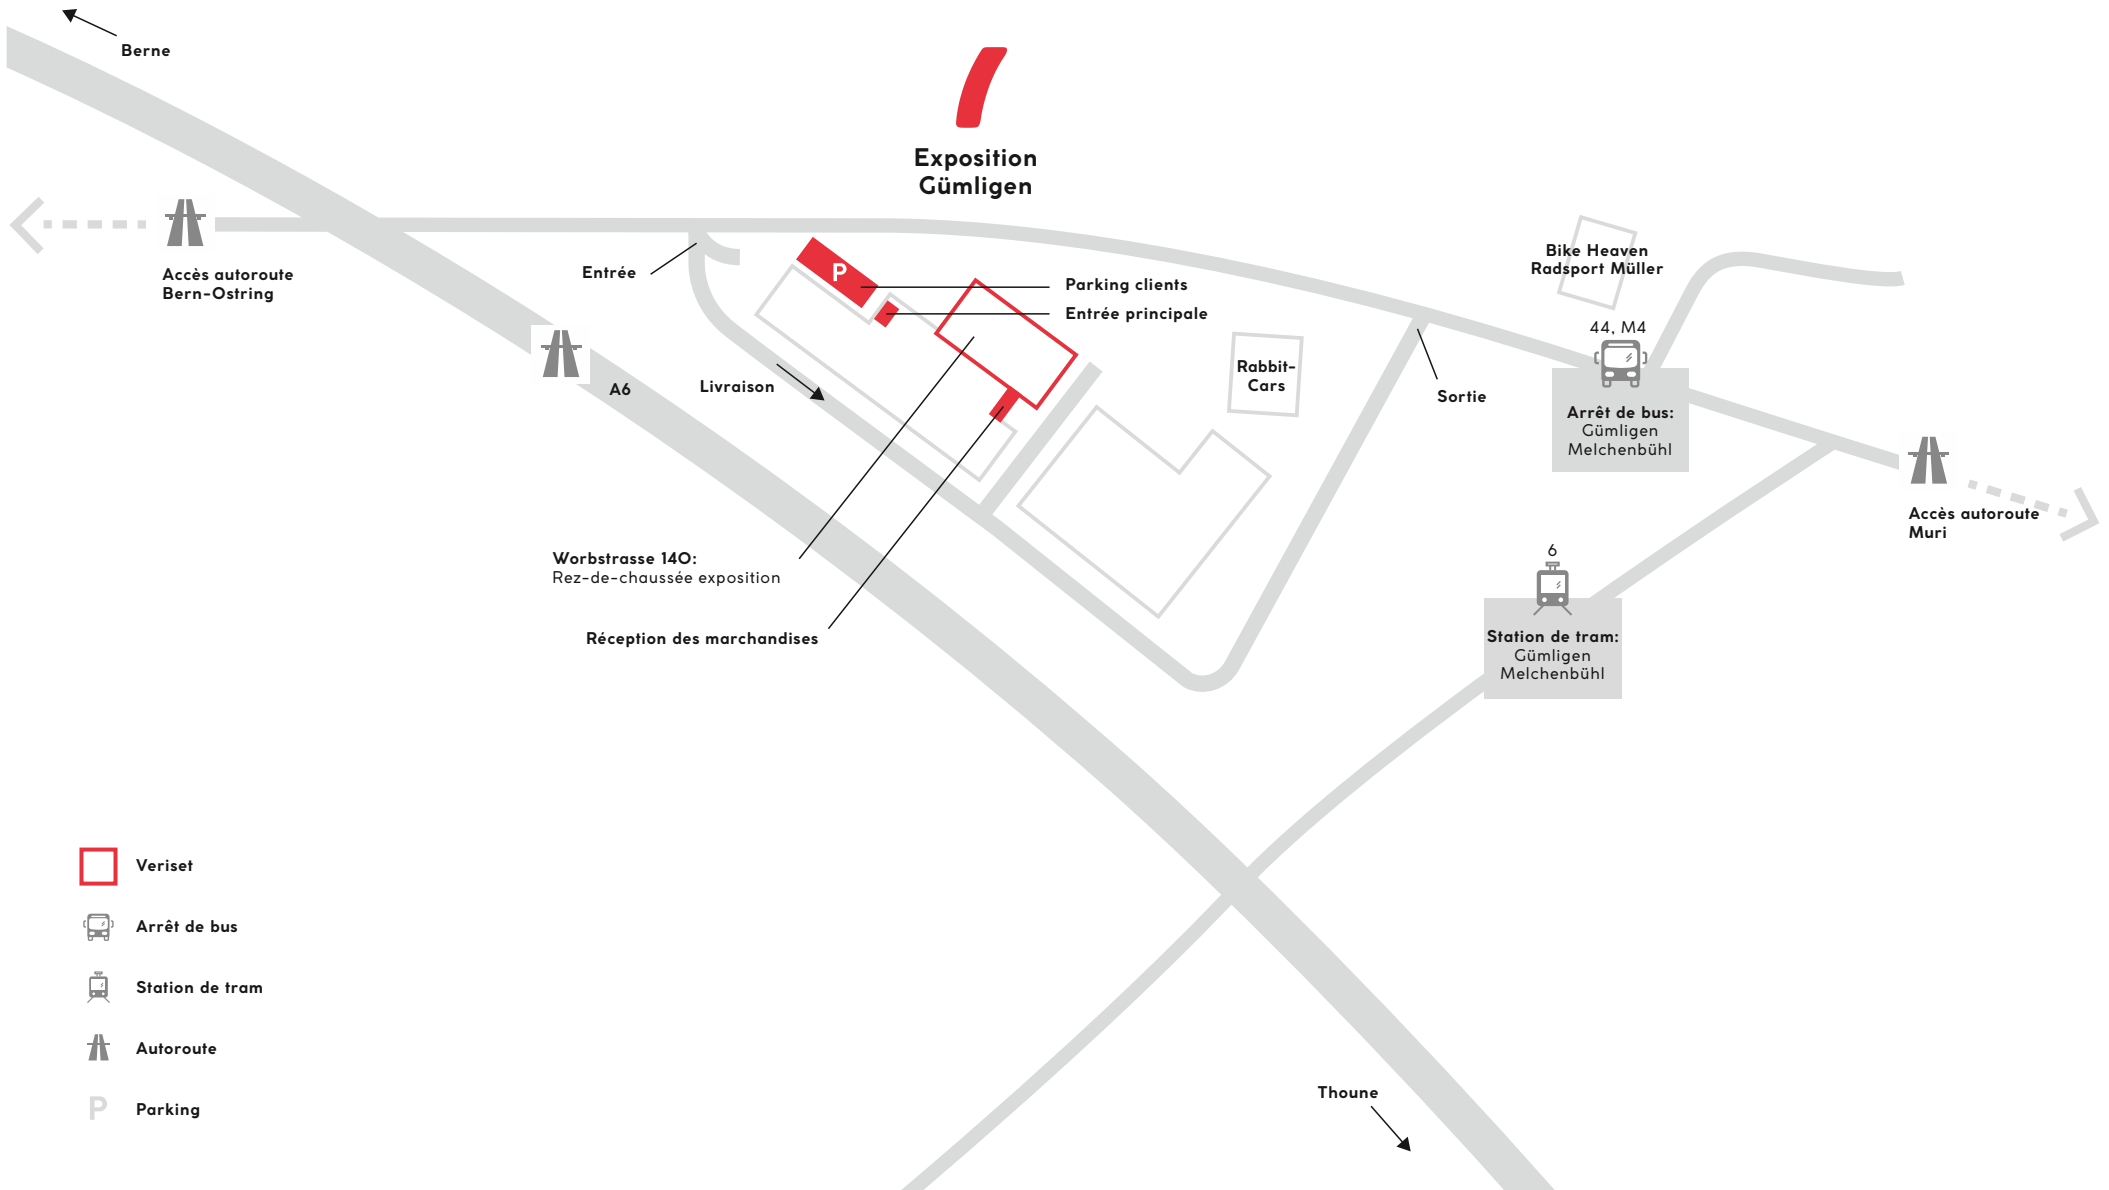 Berne
Exposition
Gümligen
Accès autoroute
Bern-Ostring
Entrée
P
Parking clients
Entrée principale
Bike Heaven
Radsport Müller
44, M4
A6
Livraison
Rabbit-
Cars
Sortie
Arrêt de bus:
Gümligen
Melchenbühl
Accès autoroute
Muri
Worbstrasse 140:
Rez-de-chaussée exposition
6
Réception des marchandises
Station de tram:
Gümligen
Melchenbühl
Veriset
Arrêt de bus
Station de tram
Autoroute
P Parking
Thoune